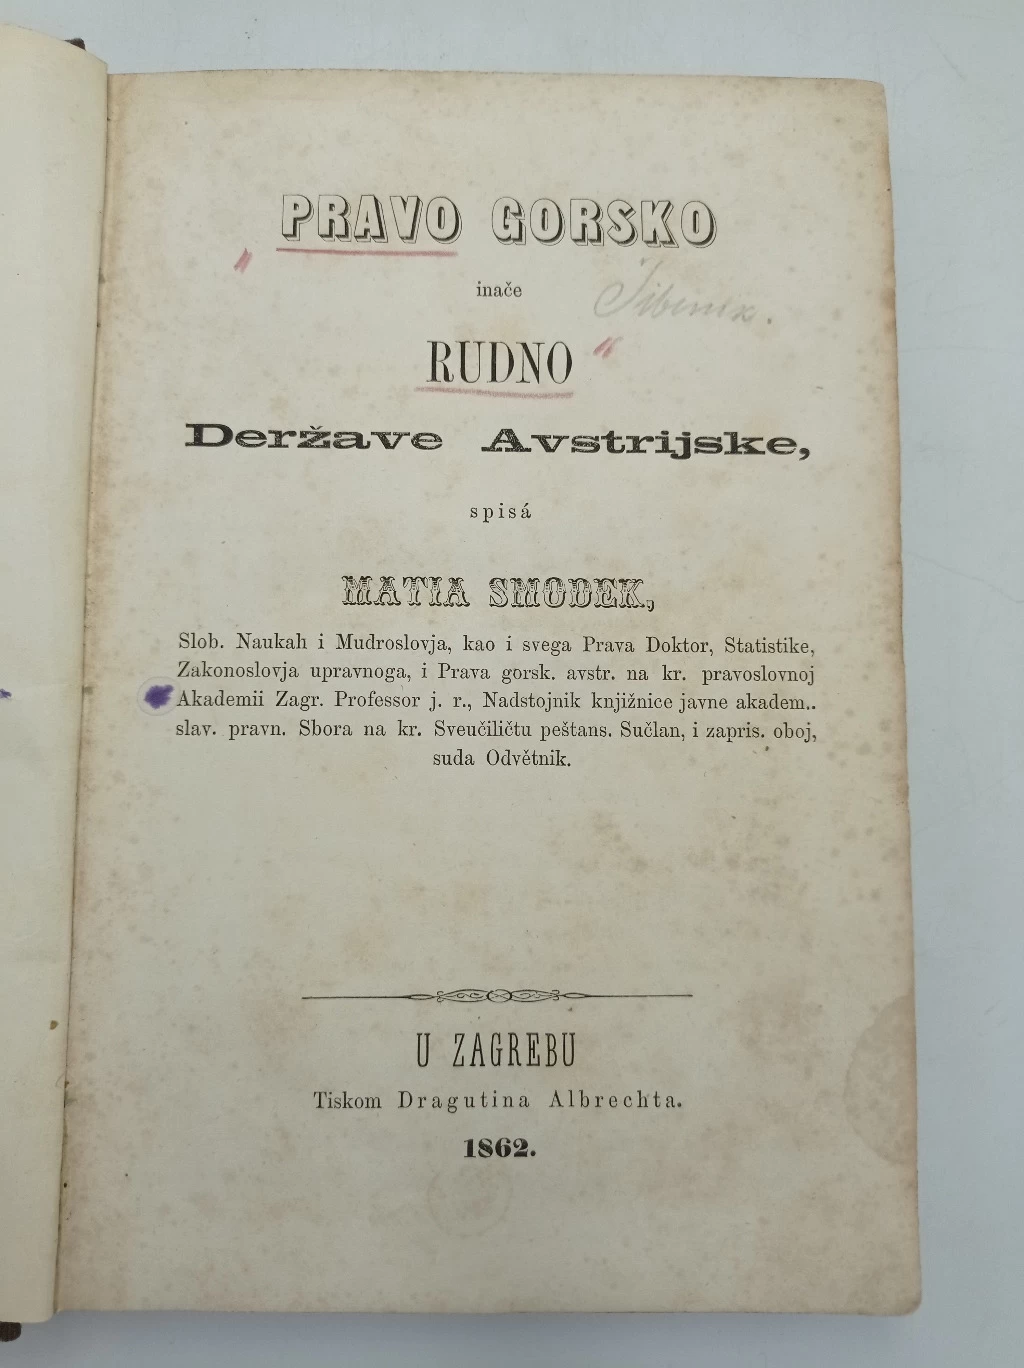 PRAVO GORSKO
inače
RUDNO
Deržave Avstrijske,
spisá
MATIA SMODEK,
Slob. Naukah i Mudroslovja, kao i svega Prava Doktor, Statistike,
Zakonoslovja upravnoga, i Prava gorsk. avstr. na kr. pravoslovnoj
Akademii Zagr. Professor j. r., Nadstojnik knjižnice javne akadem..
slav. pravn. Sbora na kr. Sveučiličtu peštans. Sučlan, i zapris. oboj,
suda Odvětnik.
U ZAGREBU
Tiskom Dragutina Albrechta.
1862.